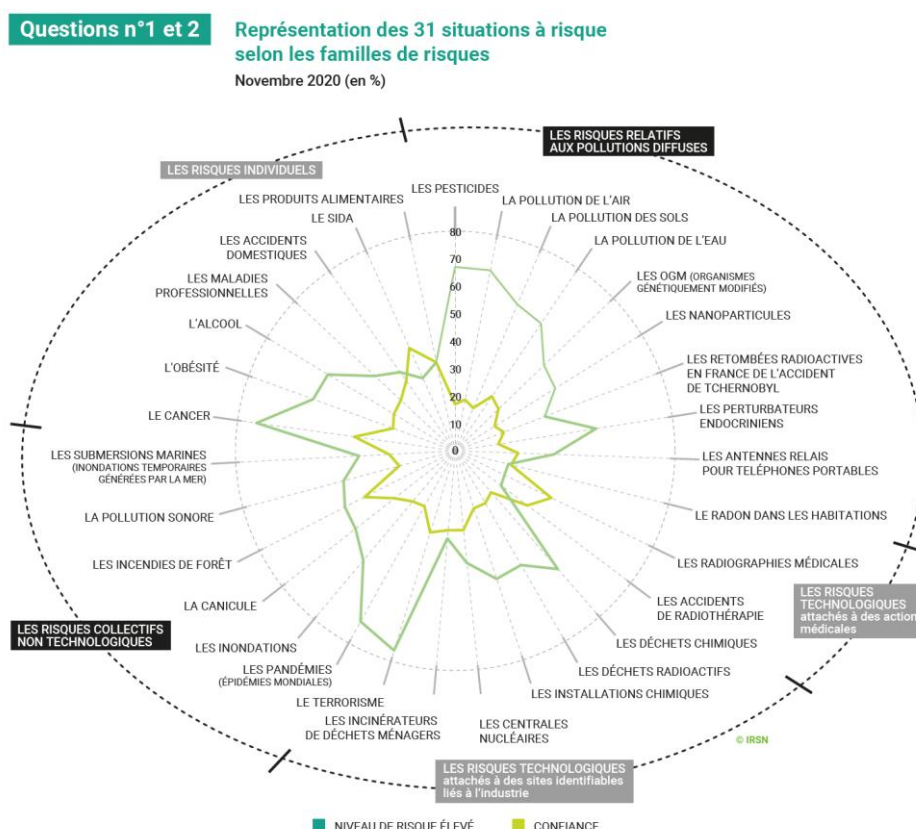 Questions n°1 et 2
Représentation des 31 situations à risque
selon les familles de risques
Novembre 2020 (en %)
LES RISQUES RELATIFS
AUX POLLUTIONS DIFFUSES
LES RISQUES INDIVIDUELS
LES PESTICIDES
LES PRODUITS ALIMENTAIRES
LA POLLUTION DE L'AIR
LE SIDA
LA POLLUTION DES SOLS
LES ACCIDENTS
DOMESTIQUES
LA POLLUTION DE L'EAU
LES MALADIES
PROFESSIONNELLES
LES OGM (ORGANISMES
GÉNÉTIQUEMENT MODIFIÉS)
L'ALCOOL
LES NANOPARTICULES
L'OBÉSITÉ
LES RETOMBÉES RADIOACTIVES
EN FRANCE DE L'ACCIDENT
DE TCHERNOBYL
LE CANCER
LES PERTURBATEURS
ENDOCRINIENS
LES SUBMERSIONS MARINES
(INONDATIONS TEMPORAIRES
GÉNÉRÉES PAR LA MER)
LES ANTENNES RELAIS
POUR TELÉPHONES PORTABLES
LA POLLUTION SONORE
LE RADON DANS LES HABITATIONS
LES INCENDIES DE FORÊT
LES RADIOGRAPHIES MÉDICALES
LA CANICULE
LES ACCIDENTS
DE RADIOTHÉRAPIE
LES RISQUES
TECHNOLOGIQUES
attachés à des action
médicales
LES RISQUES COLLECTIFS
NON TECHNOLOGIQUES
LES INONDATIONS
LES DÉCHETS CHIMIQUES
LES PANDÉMIES
(ÉPIDÉMIES MONDIALES)
LES DÉCHETS RADIOACTIFS
LE TERRORISME
LES INSTALLATIONS CHIMIQUES
LES INCINÉRATEURS
DE DÉCHETS MÉNAGERS
LES CENTRALES
NUCLÉAIRES
80
70
60
50
40
30
20
10
0
© IRSN
LES RISQUES TECHNOLOGIQUES
attachés à des sites identifiables
liés à l'industrie
NIVEAU DE RISQUE ÉLEVÉ
CONFIANCE